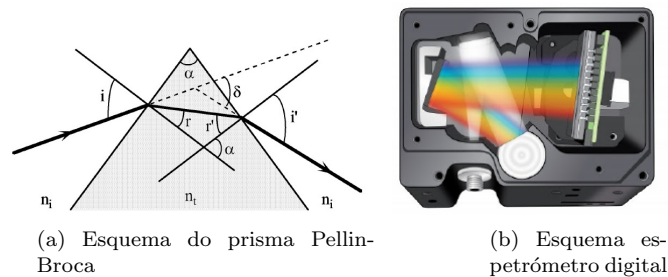 α
i
δ
r
r'
i'
α
n_i
n_t
n_i
(a) Esquema do prisma Pellin-
Broca
(b) Esquema es-
petrómetro digital